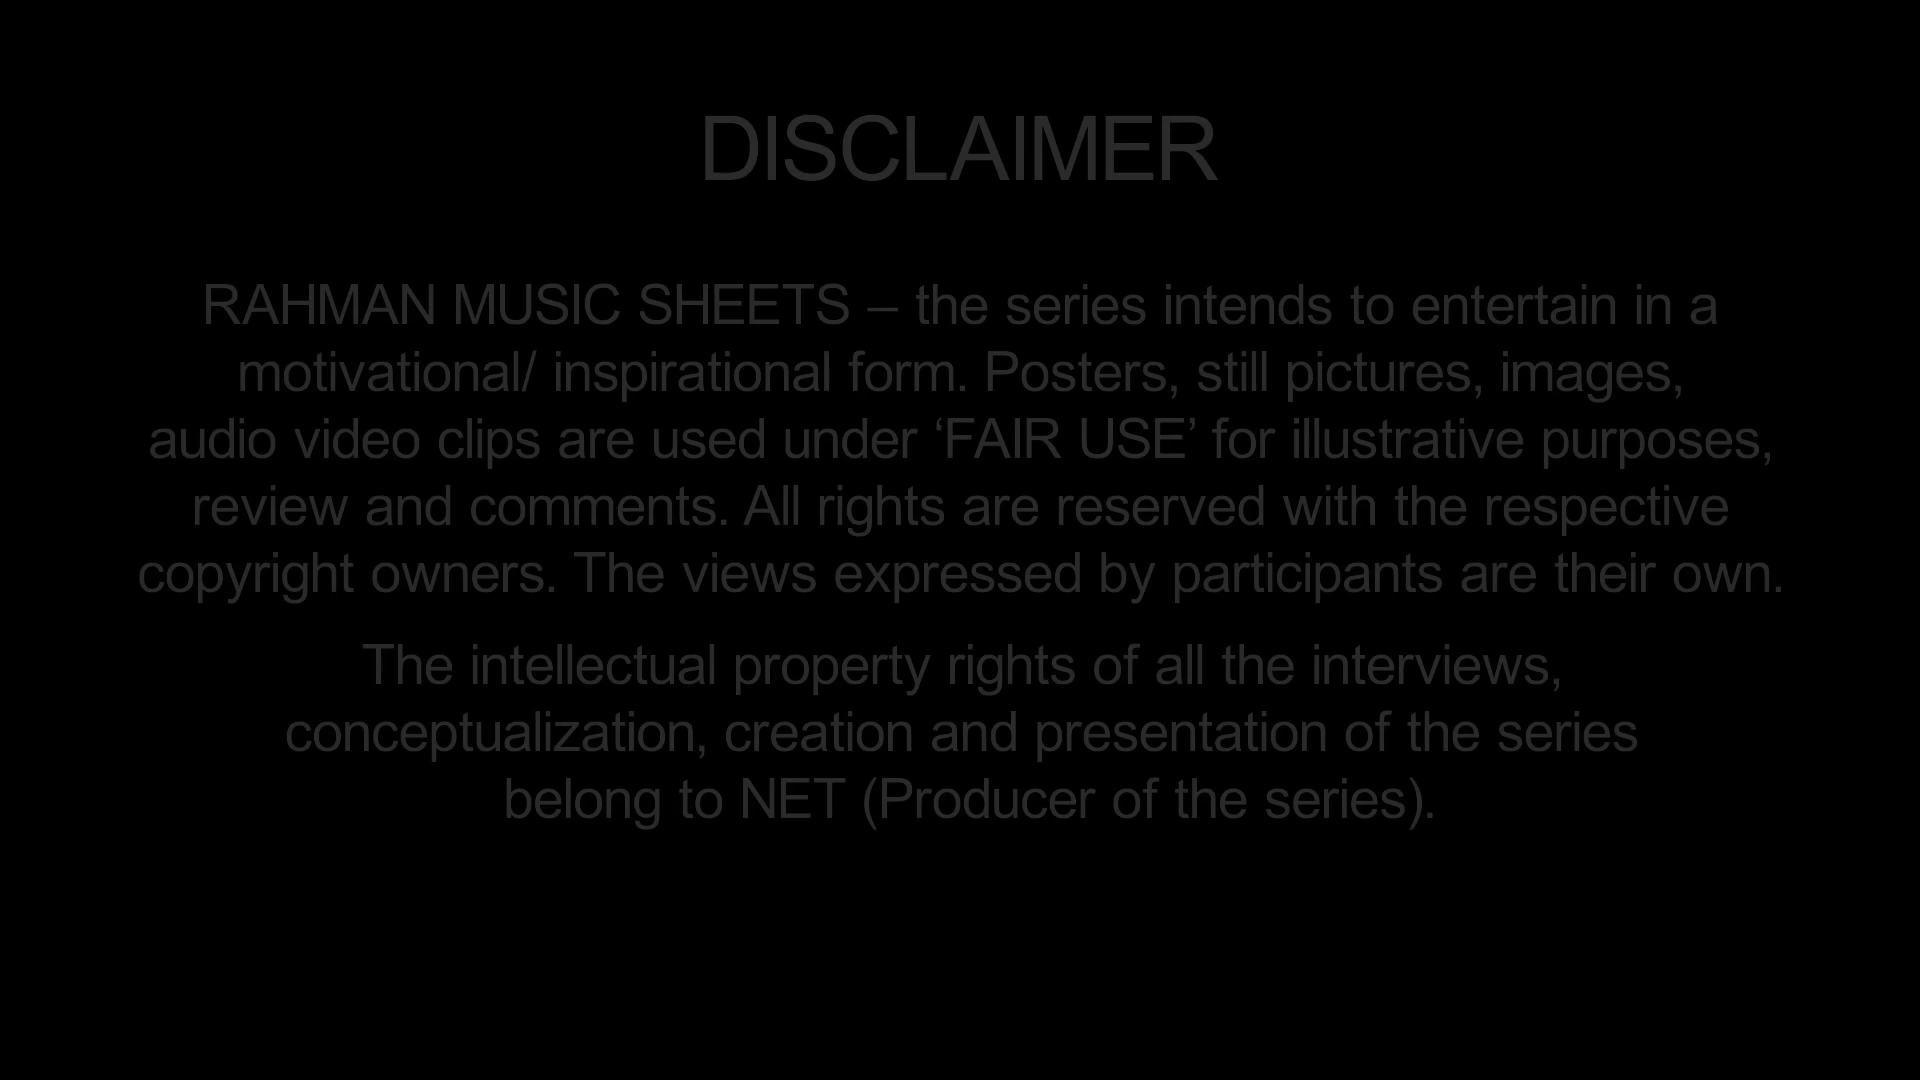 DISCLAIMER
RAHMAN MUSIC SHEETS – the series intends to entertain in a
motivational/ inspirational form. Posters, still pictures, images,
audio video clips are used under ‘FAIR USE’ for illustrative purposes,
review and comments. All rights are reserved with the respective
copyright owners. The views expressed by participants are their own.
The intellectual property rights of all the interviews,
conceptualization, creation and presentation of the series
belong to NET (Producer of the series).